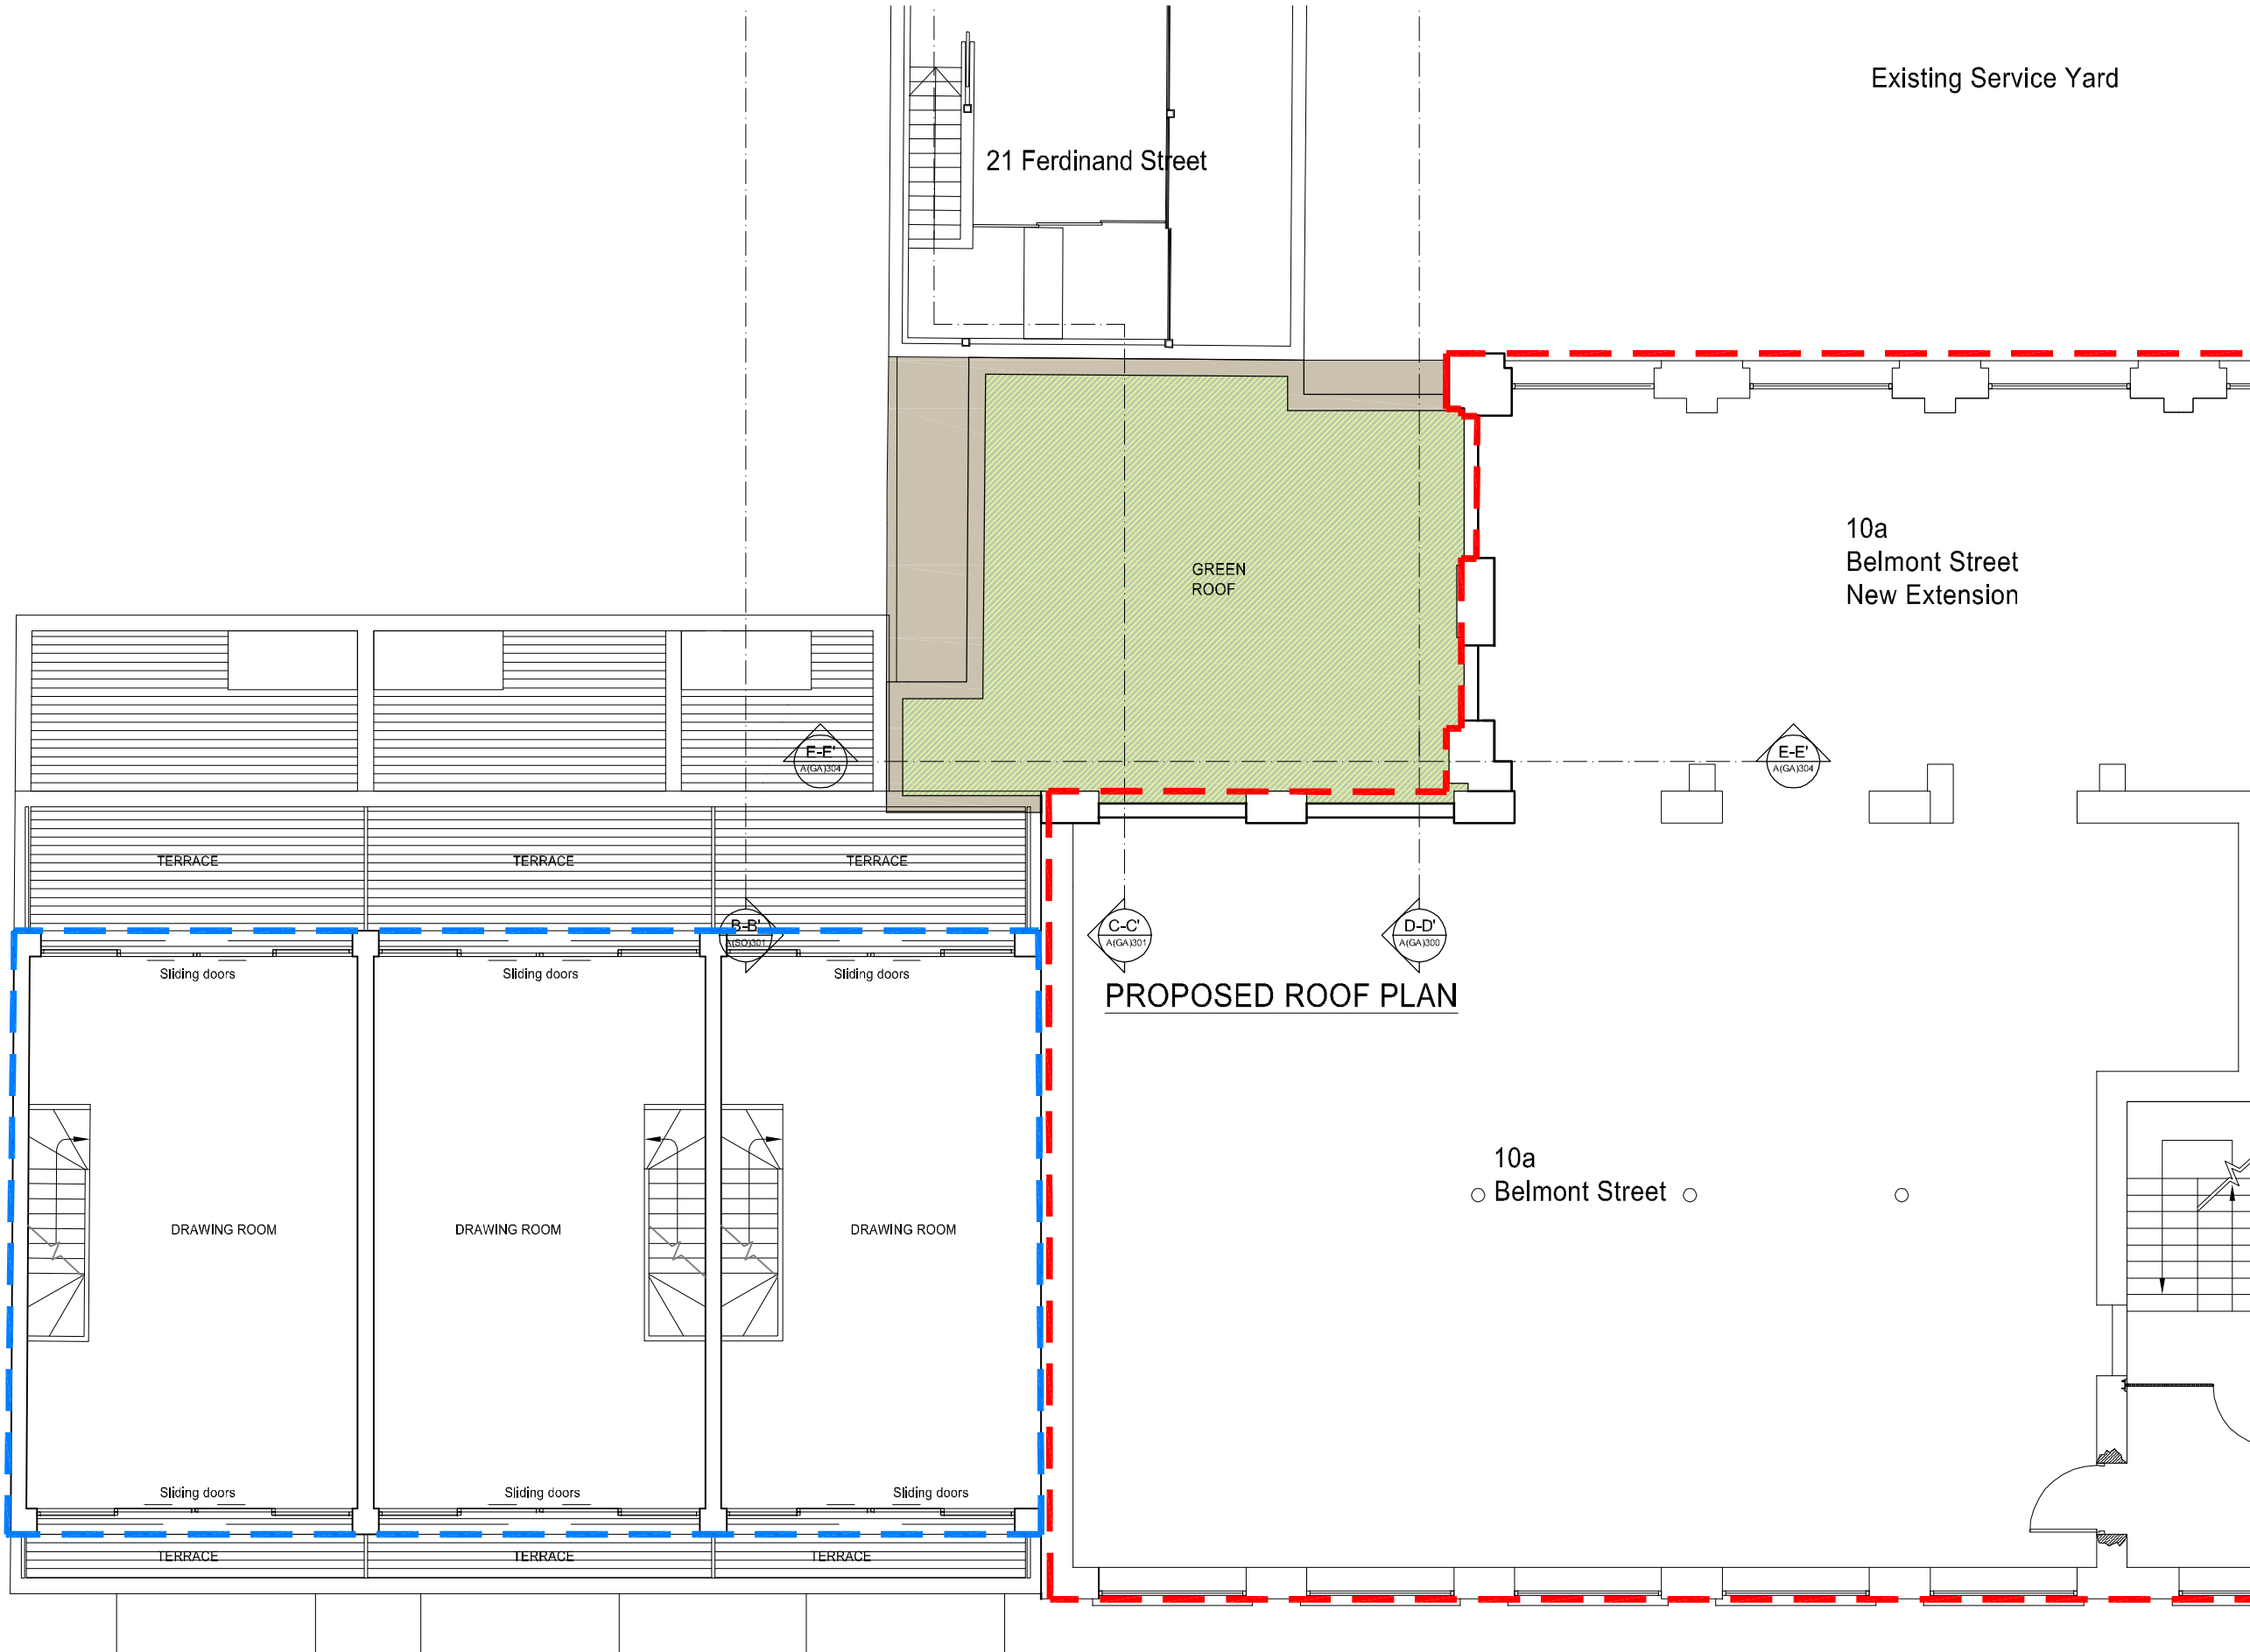 Existing Service Yard
21 Ferdinand Street
10a
Belmont Street
New Extension
GREEN
ROOF
E-E'
A(GA)304
E-E'
A(GA)304
TERRACE
TERRACE
TERRACE
B-B'
A(SO)301
C-C'
A(GA)301
D-D'
A(GA)300
Sliding doors
Sliding doors
Sliding doors
PROPOSED ROOF PLAN
10a
Belmont Street
DRAWING ROOM
DRAWING ROOM
DRAWING ROOM
Sliding doors
Sliding doors
Sliding doors
TERRACE
TERRACE
TERRACE